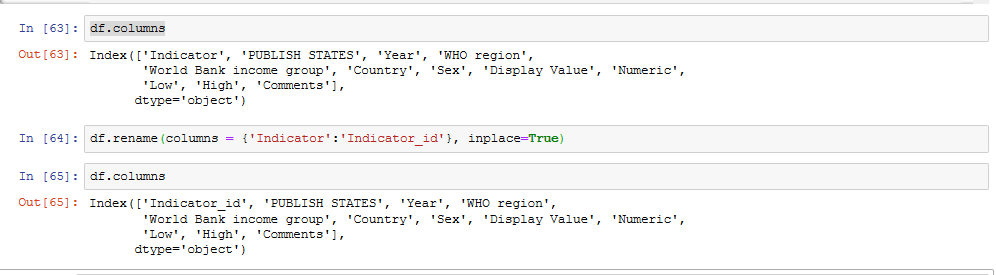 In [63]: df.columns
Out[63]: Index(['Indicator', 'PUBLISH STATES', 'Year', 'WHO region',
'World Bank income group', 'Country', 'Sex', 'Display Value', 'Numeric',
'Low', 'High', 'Comments'],
dtype='object')
In [64]: df.rename(columns = {'Indicator':'Indicator_id'}, inplace=True)
In [65]: df.columns
Out[65]: Index(['Indicator_id', 'PUBLISH STATES', 'Year', 'WHO region',
'World Bank income group', 'Country', 'Sex', 'Display Value', 'Numeric',
'Low', 'High', 'Comments'],
dtype='object')